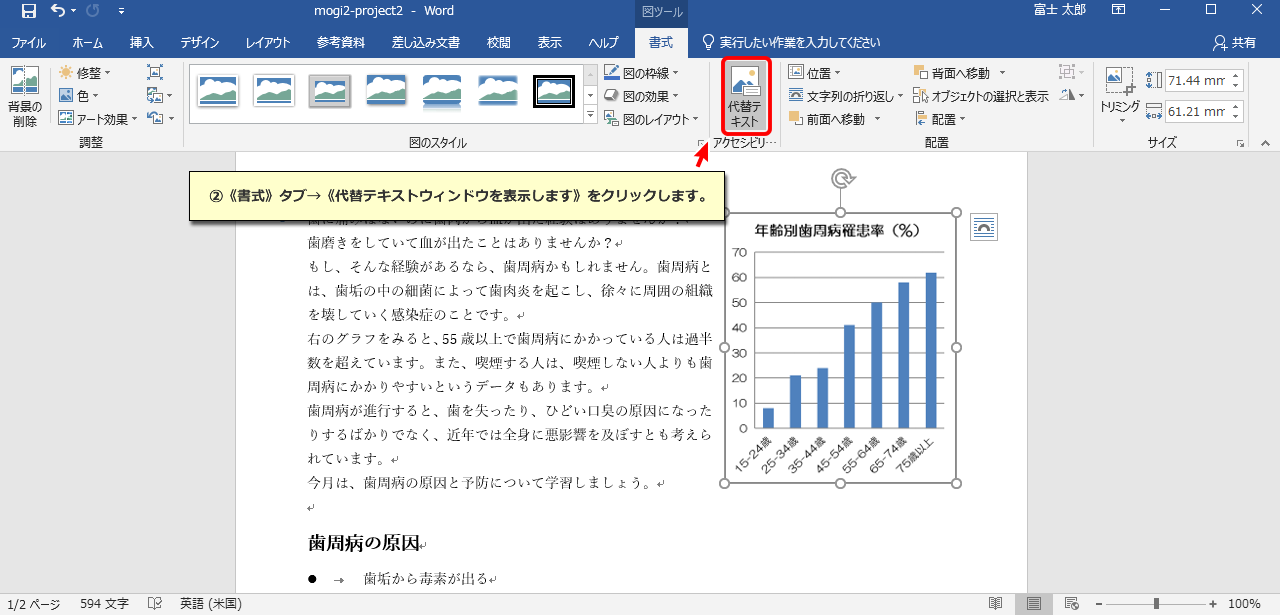 mogi2-project2 - Word
図ツール
富士 太郎
ファイル ホーム 挿入 デザイン レイアウト 参考資料 差し込み文書 校閲 表示 ヘルプ 書式 実行したい作業を入力してください 共有
背景の
削除
修整
色
アート効果
調整
図のスタイル
図の枠線
図の効果
図のレイアウト
代替テ
キスト
アクセシビリ…
位置
文字列の折り返し
前面へ移動
背面へ移動
オブジェクトの選択と表示
配置
配置
トリミング
71.44 mm
61.21 mm
サイズ
②《書式》タブ→《代替テキストウィンドウを表示します》をクリックします。
歯磨きをしていて血が出たことはありませんか？↵
もし、そんな経験があるなら、歯周病かもしれません。歯周病と
は、歯垢の中の細菌によって歯肉炎を起こし、徐々に周囲の組織
を壊していく感染症のことです。↵
右のグラフをみると、55 歳以上で歯周病にかかっている人は過半
数を超えています。また、喫煙する人は、喫煙しない人よりも歯
周病にかかりやすいというデータもあります。↵
歯周病が進行すると、歯を失ったり、ひどい口臭の原因になった
りするばかりでなく、近年では全身に悪影響を及ぼすとも考えら
れています。↵
今月は、歯周病の原因と予防について学習しましょう。↵
↵
歯周病の原因↵
● → 歯垢から毒素が出る↵
年齢別歯周病罹患率（％）
70
60
50
40
30
20
10
0
15-24歳
25-34歳
35-44歳
45-54歳
55-64歳
65-74歳
75歳以上
1/2 ページ 594 文字 英語 (米国)
100%